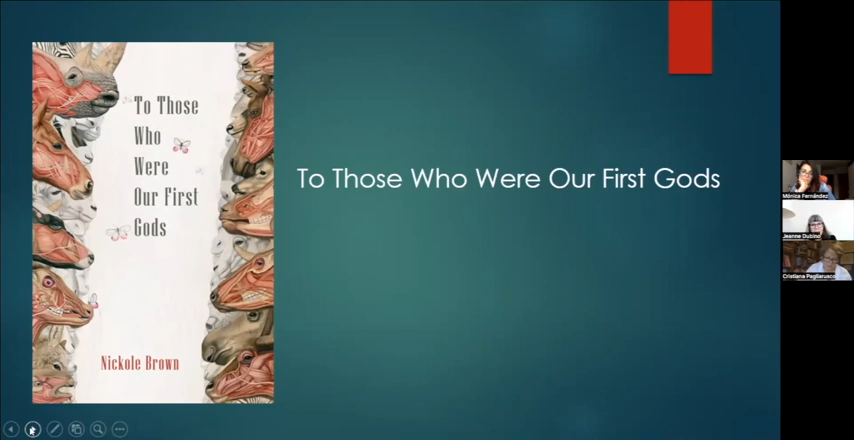 To Those
Who
Were
Our First
Gods
Nickole Brown
To Those Who Were Our First Gods
Mónica Fernández
Jeanne Dubino
Cristiana Pagliarusco